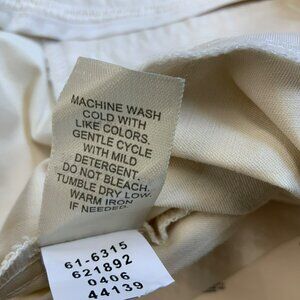 MACHINE WASH
COLD WITH
LIKE COLORS.
GENTLE CYCLE
WITH MILD
DETERGENT.
DO NOT BLEACH.
TUMBLE DRY LOW.
WARM IRON
IF NEEDED.
61-6315
621892
0406
44139